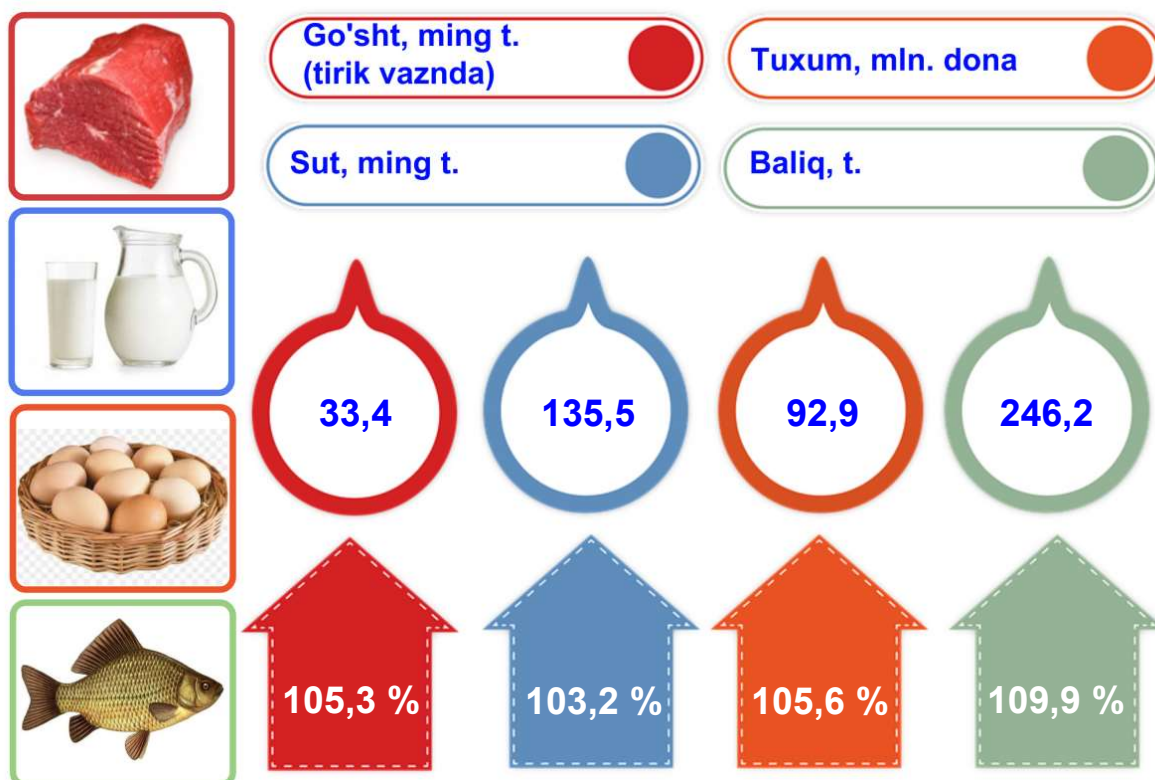 Go'sht, ming t.
(tirik vaznda)
Tuxum, mln. dona
Sut, ming t.
Baliq, t.
33,4
135,5
92,9
246,2
105,3 %
103,2 %
105,6 %
109,9 %